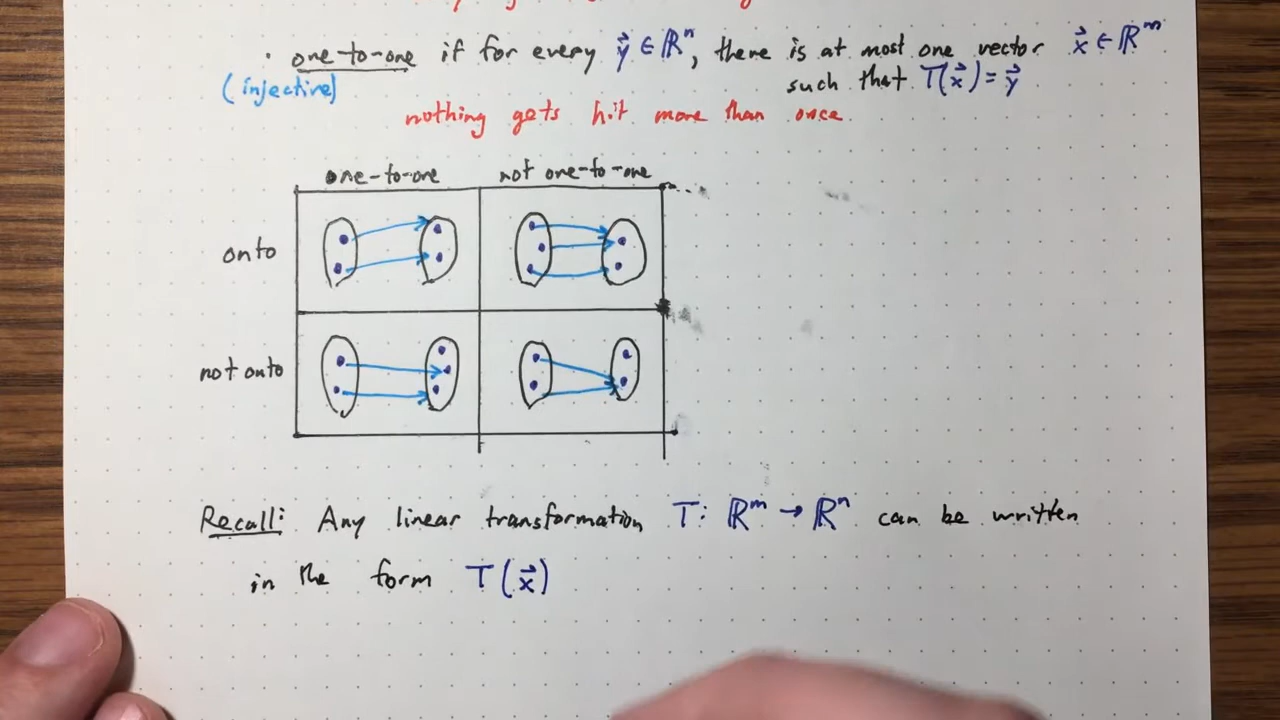 · one-to-one if for every y⃗ ∈ ℝⁿ, there is at most one vector x⃗ ∈ ℝᵐ
(injective) such that T(x⃗) = y⃗
nothing gets hit more than once
one-to-one not one-to-one
onto
not onto
Recall: Any linear transformation T: ℝᵐ → ℝⁿ can be written
in the form T(x⃗)